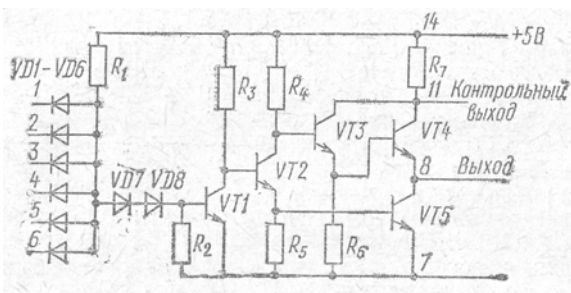 14
+5В
VD1-VD6
R1
R3
R4
R7
11
Контрольный выход
1
2
3
4
5
6
VT3
VT4
VD7
VD8
VT2
8
Выход
VT1
VT5
R2
R5
R6
7